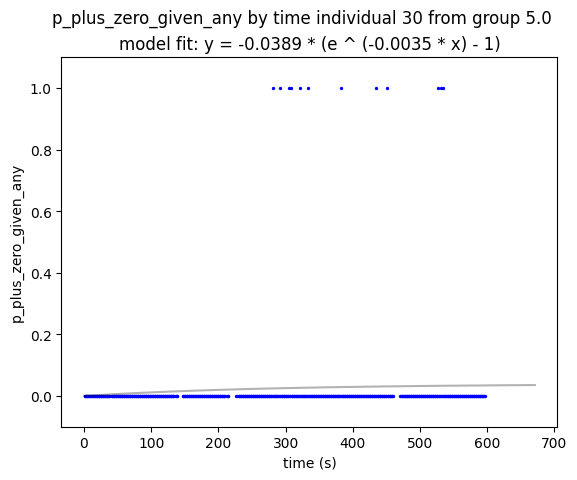 p_plus_zero_given_any by time individual 30 from group 5.0
model fit: y = -0.0389 * (e ^ (-0.0035 * x) - 1)
p_plus_zero_given_any
1.0
0.8
0.6
0.4
0.2
0.0
0 100 200 300 400 500 600 700
time (s)